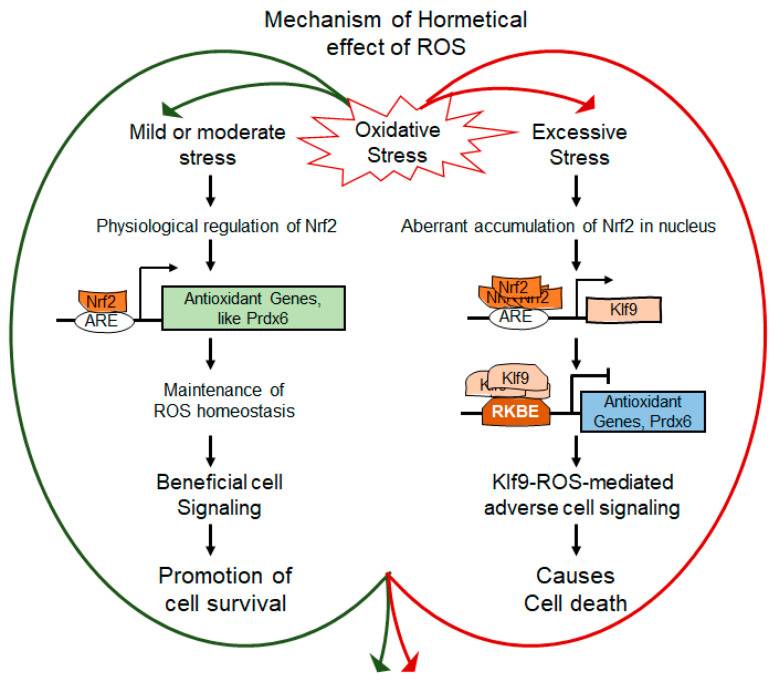 Mechanism of Hormetical
effect of ROS
Oxidative
Stress
Mild or moderate
stress
Physiological regulation of Nrf2
Nrf2
ARE
Antioxidant Genes,
like Prdx6
Maintenance of
ROS homeostasis
Beneficial cell
Signaling
Promotion of
cell survival
Excessive
Stress
Aberrant accumulation of Nrf2 in nucleus
Nrf2
Nrf2
ARE
Klf9
Klf9
RKBE
Antioxidant
Genes, Prdx6
Klf9-ROS-mediated
adverse cell signaling
Causes
Cell death